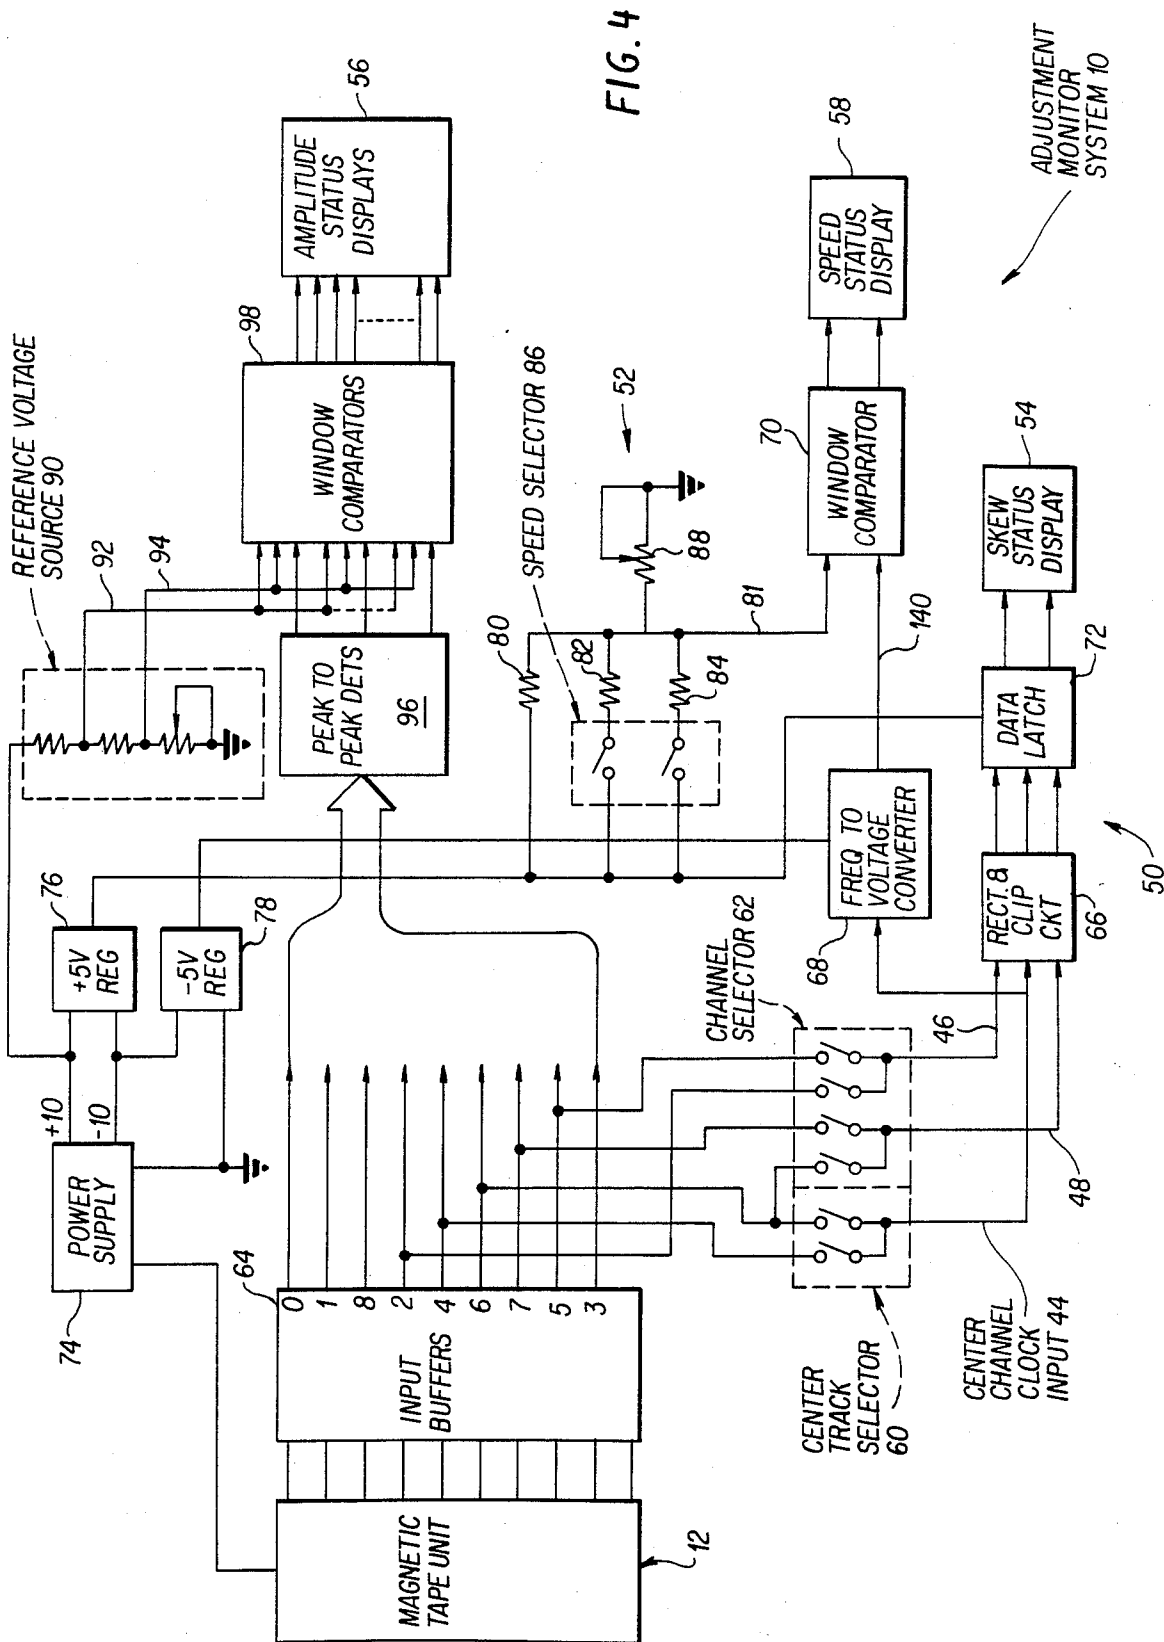 FIG. 4
ADJUSTMENT
MONITOR
SYSTEM 10
REFERENCE VOLTAGE
SOURCE 90
92
94
98
WINDOW
COMPARATORS
AMPLITUDE
STATUS
DISPLAYS
56
PEAK TO
PEAK DETS
96
76
+5V
REG
78
-5V
REG
+10
-10
POWER
SUPPLY
74
64
0
1
8
2
4
6
7
5
3
INPUT
BUFFERS
MAGNETIC
TAPE UNIT
12
SPEED SELECTOR 86
52
80
82
84
88
81
70
WINDOW
COMPARATOR
SPEED
STATUS
DISPLAY
58
140
FREQ TO
VOLTAGE
CONVERTER
68
CHANNEL
SELECTOR 62
CENTER
TRACK
SELECTOR
60
CENTER
CHANNEL
CLOCK
INPUT 44
46
48
RECT. &
CLIP
CKT
66
DATA
LATCH
72
SKEW
STATUS
DISPLAY
54
50